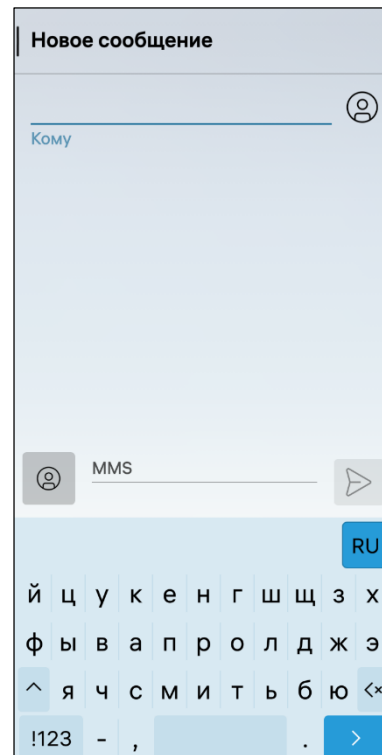 Новое сообщение
Кому
MMS
RU
й ц у к е н г ш щ з х
ф ы в а п р о л д ж э
я ч с м и т ь б ю
!123 - , .